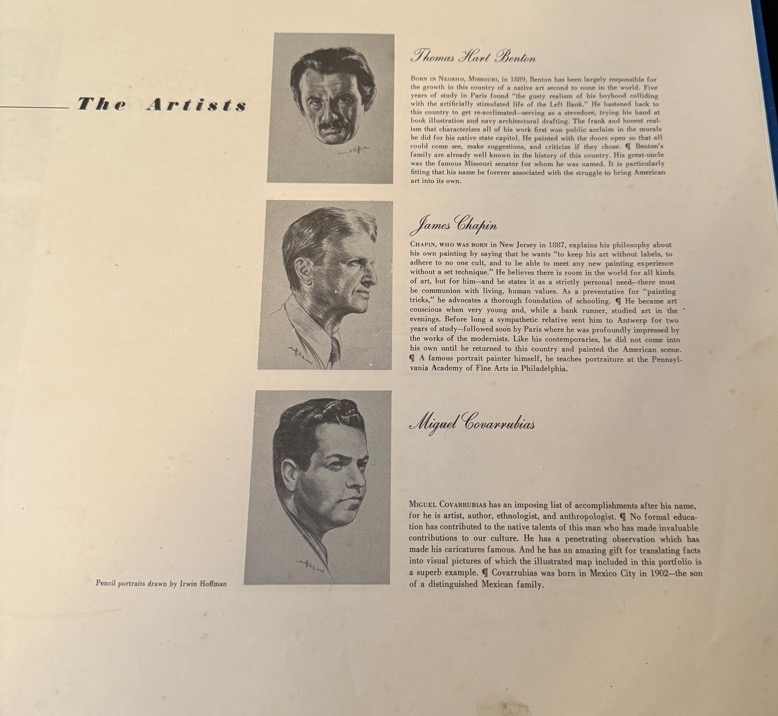 The Artists
Thomas Hart Benton
Born in Neosho, Missouri, in 1889, Benton has been largely responsible for
the growth in this country of a native art second to none in the world. Five
years of study in Paris found "the gusty realism of his boyhood colliding
with the artificially stimulated life of the Left Bank." He hastened back to
this country to get re-acclimated—serving as a stevedore, trying his hand at
book illustration and navy architectural drafting. The frank and honest real-
ism that characterizes all of his work first won public acclaim in the murals
he did for his native state capitol. He painted with the doors open so that all
could come see, make suggestions, and criticize if they chose. ¶ Benton's
family are already well known in the history of this country. His great-uncle
was the famous Missouri senator for whom he was named. It is particularly
fitting that his name be forever associated with the struggle to bring American
art into its own.
James Chapin
Chapin, who was born in New Jersey in 1887, explains his philosophy about
his own painting by saying that he wants "to keep his art without labels, to
adhere to no one cult, and to be able to meet any new painting experience
without a set technique." He believes there is room in the world for all kinds
of art, but for him—and he states it as a strictly personal need—there must
be communion with living, human values. As a preventative for "painting
tricks," he advocates a thorough foundation of schooling. ¶ He became art
conscious when very young and, while a bank runner, studied art in the
evenings. Before long a sympathetic relative sent him to Antwerp for two
years of study—followed soon by Paris where he was profoundly impressed by
the works of the modernists. Like his contemporaries, he did not come into
his own until he returned to this country and painted the American scene.
¶ A famous portrait painter himself, he teaches portraiture at the Pennsyl-
vania Academy of Fine Arts in Philadelphia.
Miguel Covarrubias
Miguel Covarrubias has an imposing list of accomplishments after his name,
for he is artist, author, ethnologist, and anthropologist. ¶ No formal educa-
tion has contributed to the native talents of this man who has made invaluable
contributions to our culture. He has a penetrating observation which has
made his caricatures famous. And he has an amazing gift for translating facts
into visual pictures of which the illustrated map included in this portfolio is
a superb example. ¶ Covarrubias was born in Mexico City in 1902—the son
of a distinguished Mexican family.
Pencil portraits drawn by Irwin Hoffman